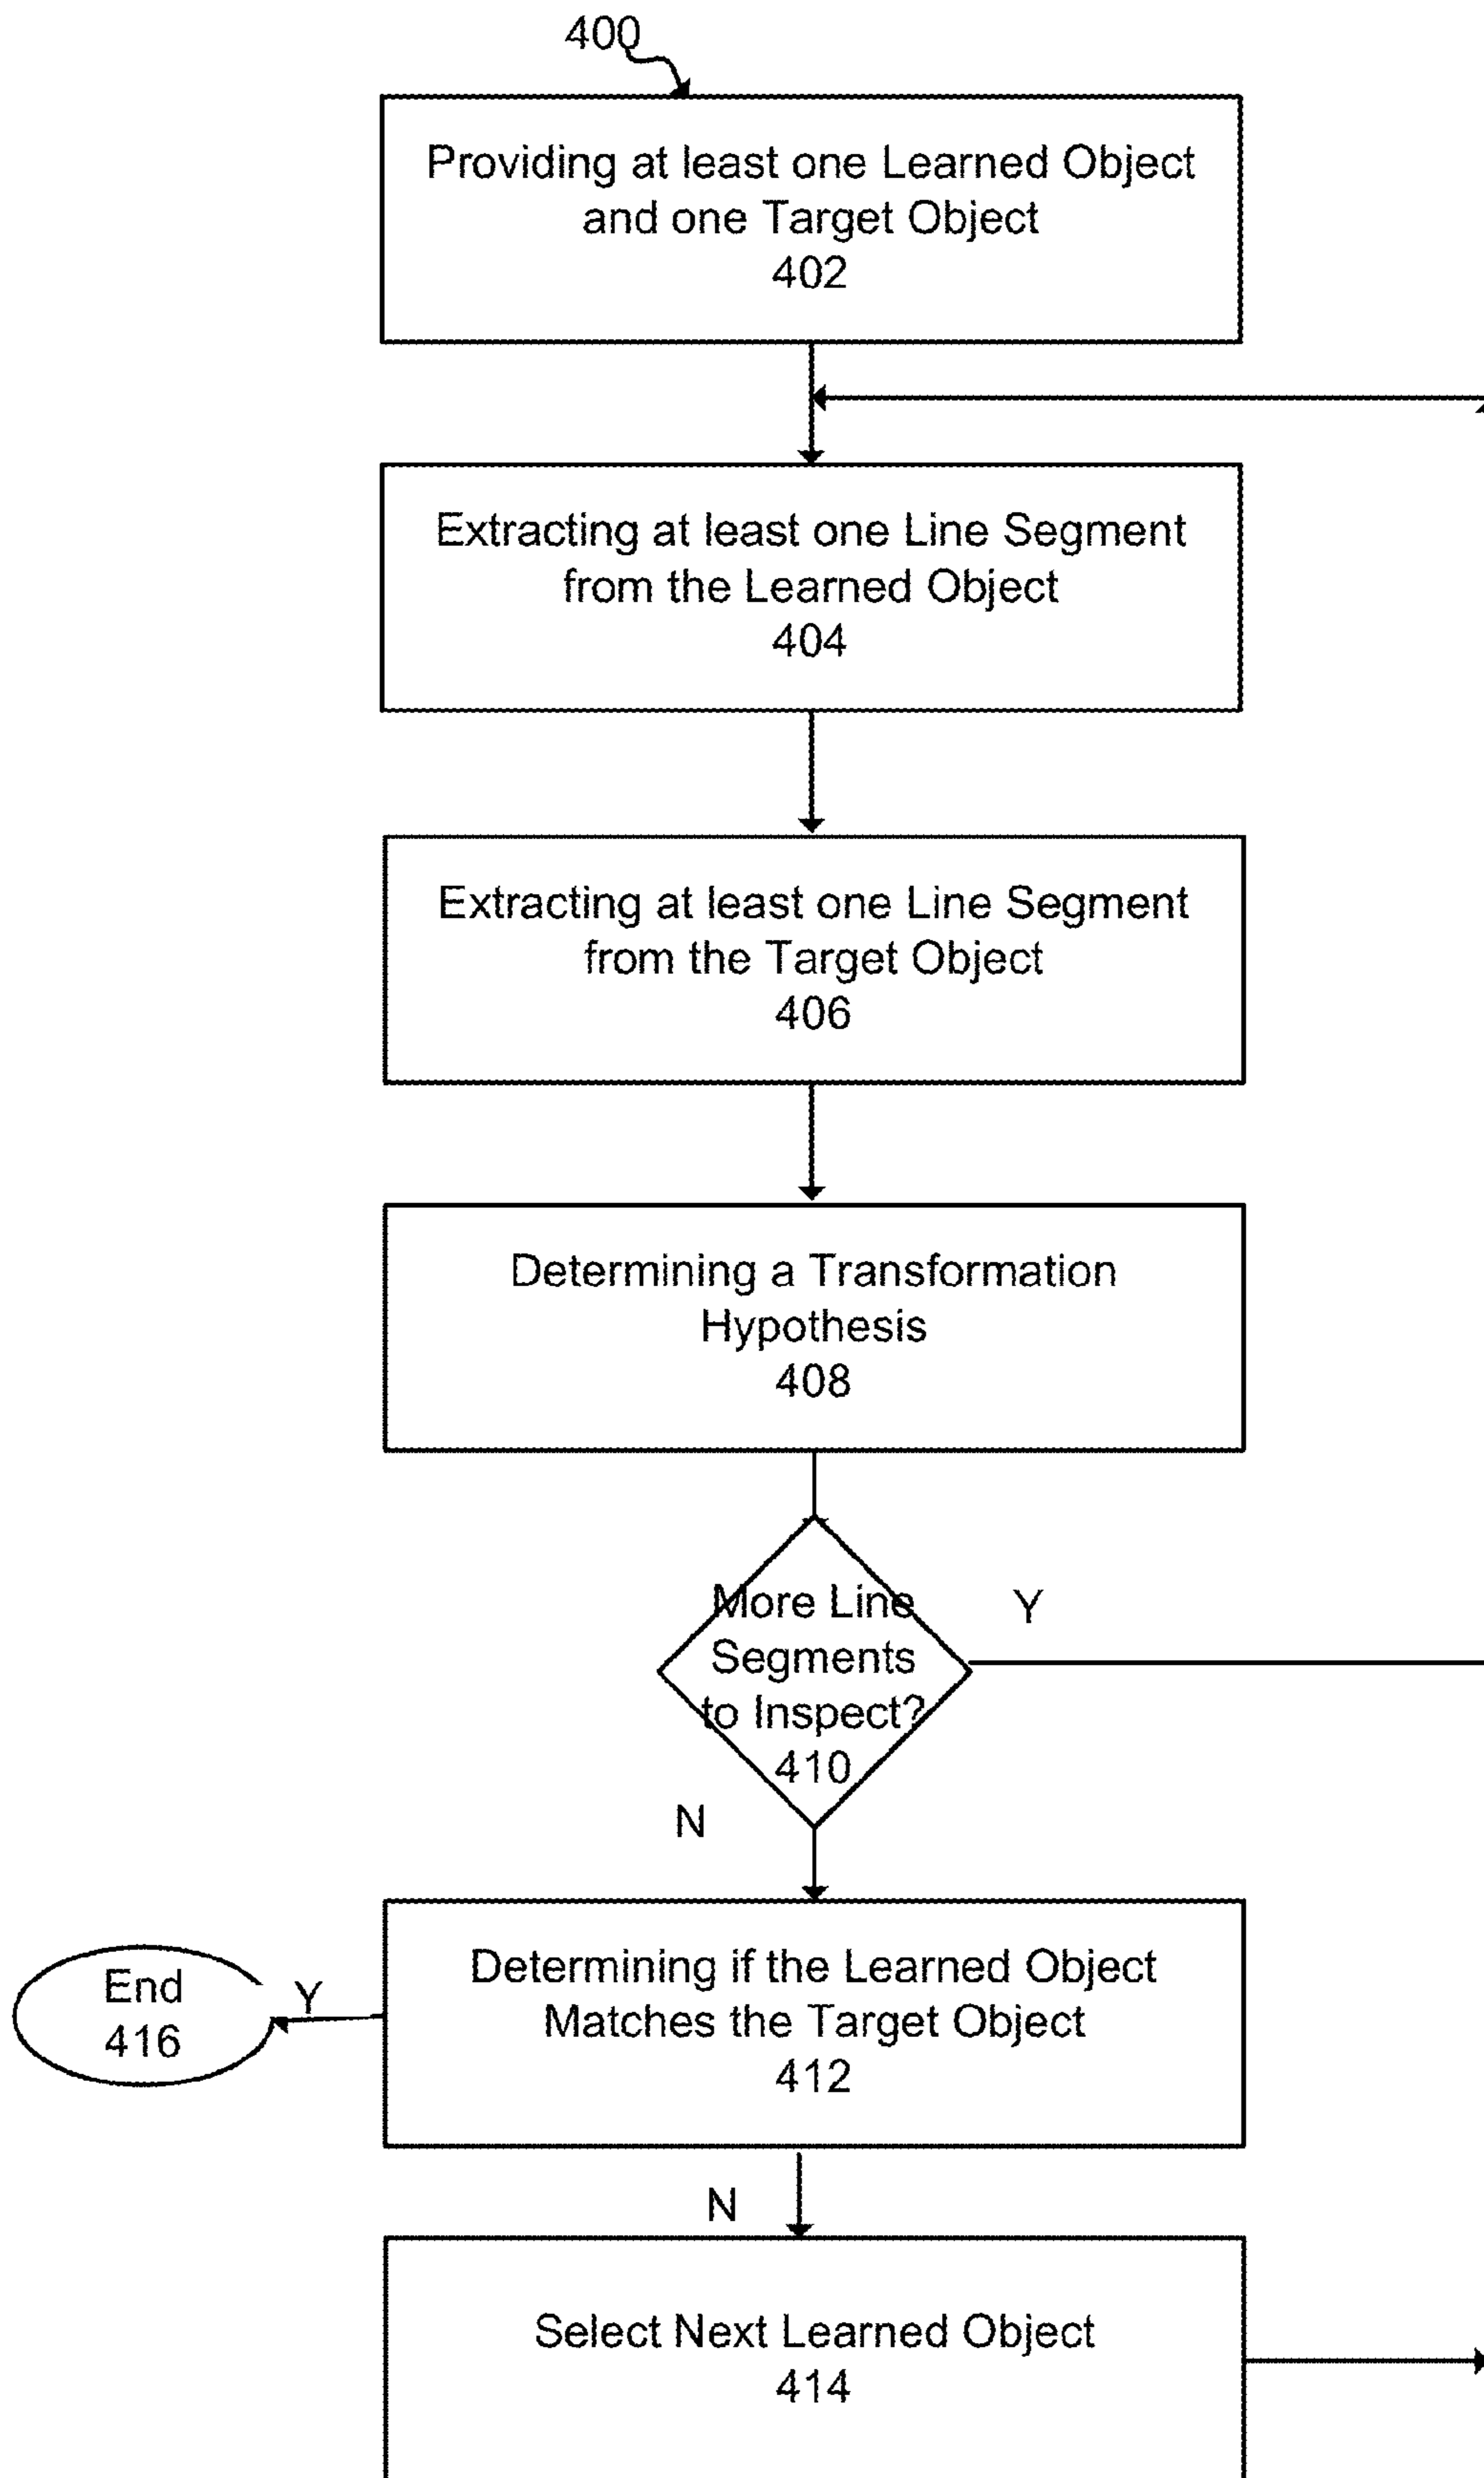 400
Providing at least one Learned Object
and one Target Object
402
Extracting at least one Line Segment
from the Learned Object
404
Extracting at least one Line Segment
from the Target Object
406
Determining a Transformation
Hypothesis
408
More Line
Segments
to Inspect?
410
Y
N
Determining if the Learned Object
Matches the Target Object
412
Y
End
416
N
Select Next Learned Object
414